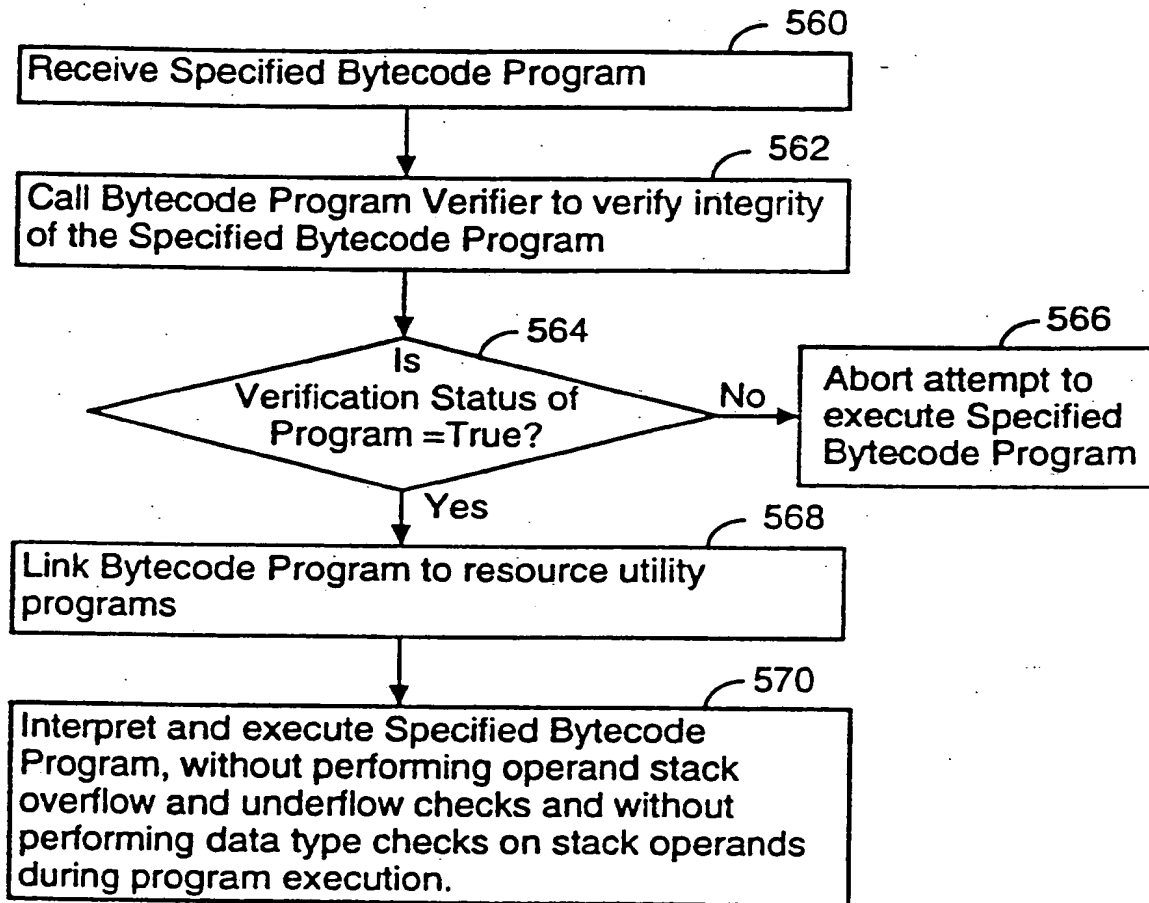 560
Receive Specified Bytecode Program
562
Call Bytecode Program Verifier to verify integrity
of the Specified Bytecode Program
564
Is
Verification Status of
Program =True?
No
566
Abort attempt to
execute Specified
Bytecode Program
Yes
568
Link Bytecode Program to resource utility
programs
570
Interpret and execute Specified Bytecode
Program, without performing operand stack
overflow and underflow checks and without
performing data type checks on stack operands
during program execution.